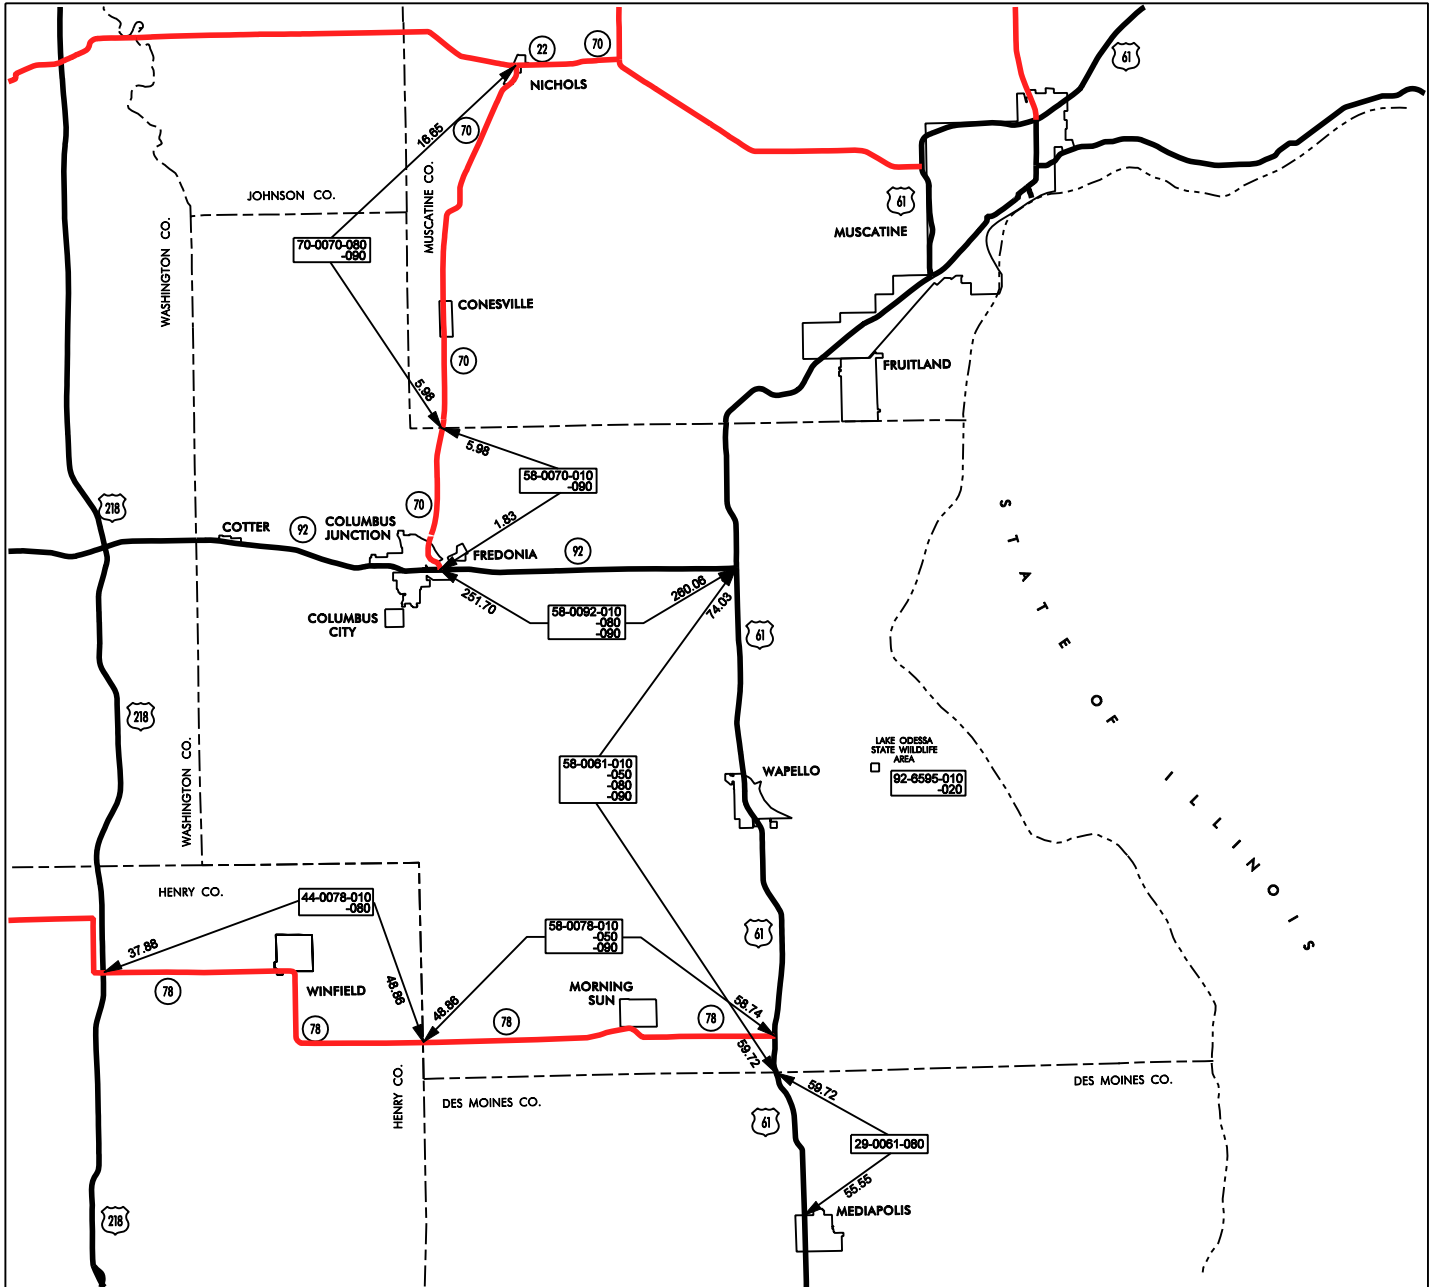 61
22
70
NICHOLS
70
16.65
JOHNSON CO.
MUSCATINE CO.
WASHINGTON CO.
61
MUSCATINE
70-0070-080
-090
CONESVILLE
70
FRUITLAND
5.98
5.98
58-0070-010
-090
218
70
1.83
COTTER
92
COLUMBUS
JUNCTION
FREDONIA
92
251.70
260.06
74.03
58-0092-010
-080
-090
COLUMBUS
CITY
61
STATE OF ILLINOIS
218
WASHINGTON CO.
LAKE ODESSA
STATE WIILDLIFE
AREA
92-6595-010
-020
58-0061-010
-050
-080
-090
WAPELLO
HENRY CO.
44-0078-010
-080
58-0078-010
-050
-090
61
37.88
48.86
48.86
58.74
78
WINFIELD
MORNING
SUN
78
78
78
59.72
59.72
HENRY CO.
DES MOINES CO.
DES MOINES CO.
61
29-0061-080
55.55
218
MEDIAPOLIS